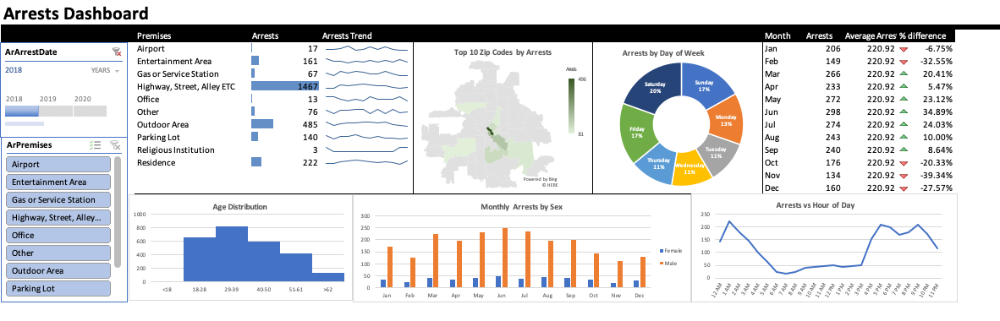 Arrests Dashboard
ArArrestDate
2018 YEARS
2018 2019 2020
ArPremises
Airport
Entertainment Area
Gas or Service Station
Highway, Street, Alley...
Office
Other
Outdoor Area
Parking Lot
Premises Arrests Arrests Trend
Airport 17
Entertainment Area 161
Gas or Service Station 67
Highway, Street, Alley ETC 1467
Office 13
Other 76
Outdoor Area 485
Parking Lot 140
Religious Institution 3
Residence 222
Top 10 Zip Codes by Arrests
496
81
Powered by Bing
© HERE
Arrests by Day of Week
Sunday
17%
Monday
13%
Tuesday
11%
Wednesday
11%
Thursday
11%
Friday
17%
Saturday
20%
Month Arrests Average Arres % difference
Jan 206 220.92 -6.75%
Feb 149 220.92 -32.55%
Mar 266 220.92 20.41%
Apr 233 220.92 5.47%
May 272 220.92 23.12%
Jun 298 220.92 34.89%
Jul 274 220.92 24.03%
Aug 243 220.92 10.00%
Sep 240 220.92 8.64%
Oct 176 220.92 -20.33%
Nov 134 220.92 -39.34%
Dec 160 220.92 -27.57%
Age Distribution
1000
800
600
400
200
0
<18 18-28 29-39 40-50 51-61 >62
Monthly Arrests by Sex
300
250
200
150
100
50
0
Jan Feb Mar Apr May Jun Jul Aug Sep Oct Nov Dec
Female
Male
Arrests vs Hour of Day
250
200
150
100
50
0
12 AM 1 AM 2 AM 3 AM 4 AM 5 AM 6 AM 7 AM 8 AM 9 AM 10 AM 11 AM 12 PM 1 PM 2 PM 3 PM 4 PM 5 PM 6 PM 7 PM 8 PM 9 PM 10 PM 11 PM